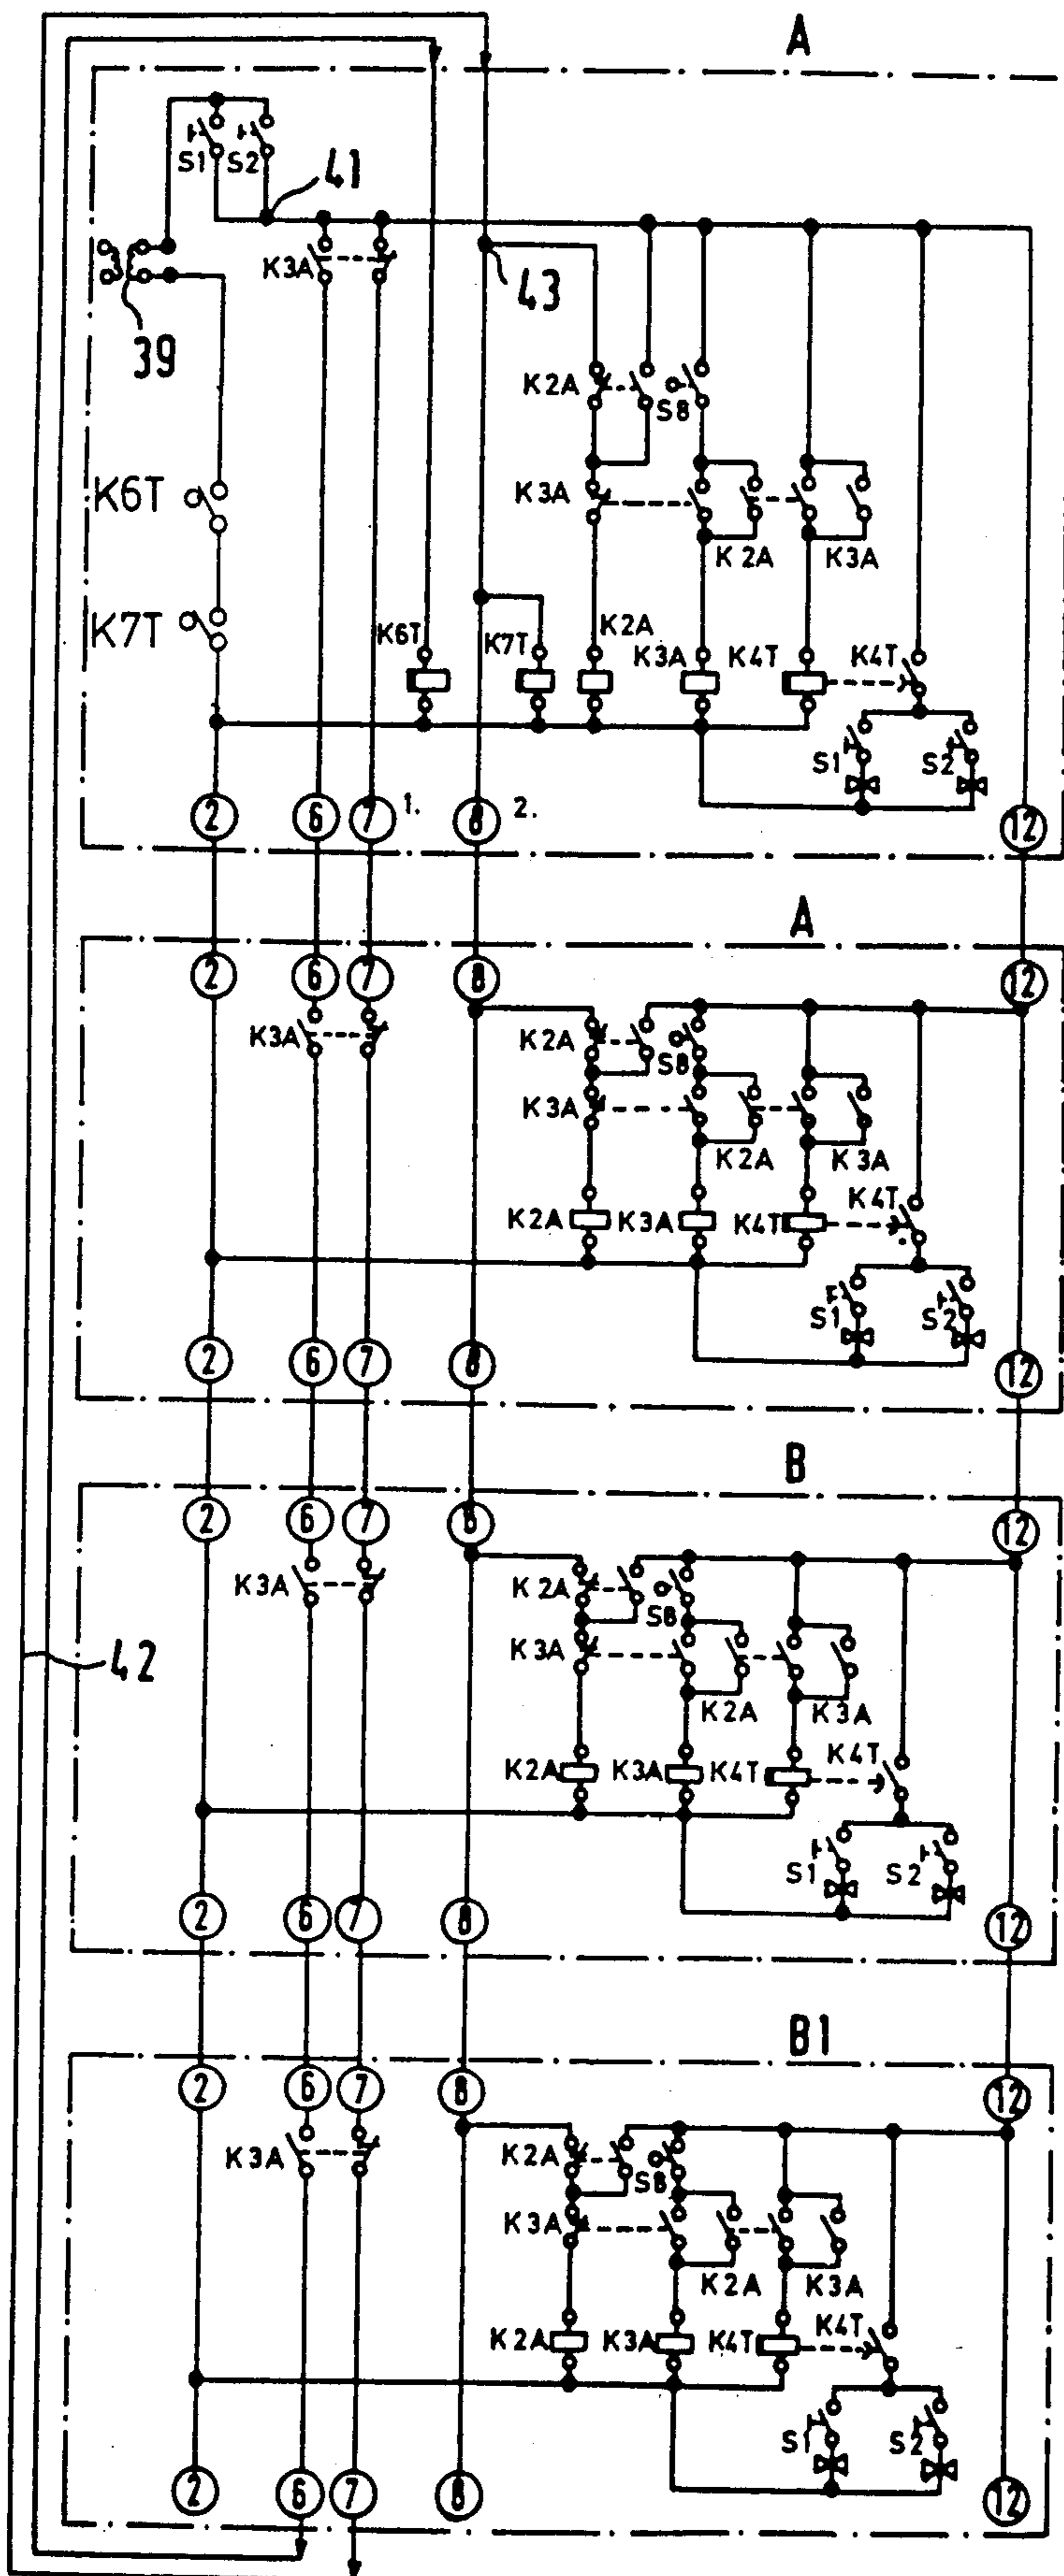 A
S1 S2
41
K3A
43
39
K2A S8
K6T
K3A
K2A K3A
K7T
K6T K7T K2A K3A K4T K4T
S1 S2
2 6 7 1. 8 2. 12
A
2 6 7 8 12
K3A K2A S8
K3A
K2A K3A
K2A K3A K4T K4T
S1 S2
2 6 7 8 12
B
2 6 7 8 12
K3A K2A S8
K3A
42
K2A K3A
K2A K3A K4T K4T
S1 S2
2 6 7 8 12
B1
2 6 7 8 12
K3A K2A S8
K3A
K2A K3A
K2A K3A K4T K4T
S1 S2
2 6 7 8 12